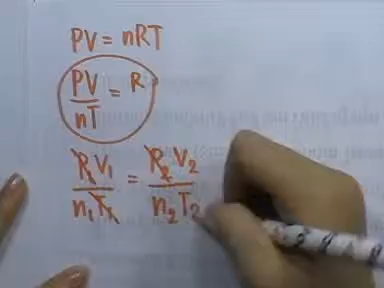 PV = nRT
PV/nT = R
P₁V₁/n₁T₁ = P₂V₂/n₂T₂